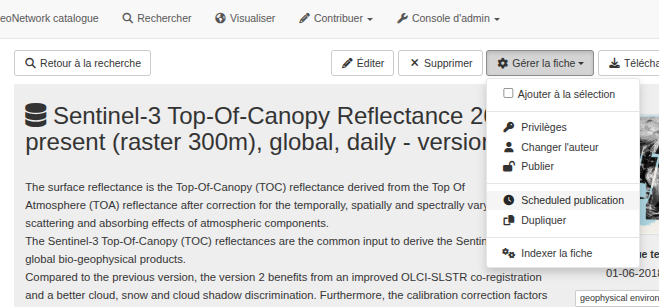 eoNetwork catalogue Rechercher Visualiser Contribuer Console d'admin
Retour à la recherche Éditer Supprimer Gérer la fiche Télécha
Ajouter à la sélection
Privilèges
Changer l'auteur
Publier
Scheduled publication
Dupliquer
Indexer la fiche
Sentinel-3 Top-Of-Canopy Reflectance 20
present (raster 300m), global, daily - version
The surface reflectance is the Top-Of-Canopy (TOC) reflectance derived from the Top Of
Atmosphere (TOA) reflectance after correction for the temporally, spatially and spectrally vary
scattering and absorbing effects of atmospheric components.
The Sentinel-3 Top-Of-Canopy (TOC) reflectances are the common input to derive the Sentin
global bio-geophysical products.
Compared to the previous version, the version 2 benefits from an improved OLCI-SLSTR co-registration
and a better cloud, snow and cloud shadow discrimination. Furthermore, the calibration correction factors
ue te
01-06-2018
geophysical environm